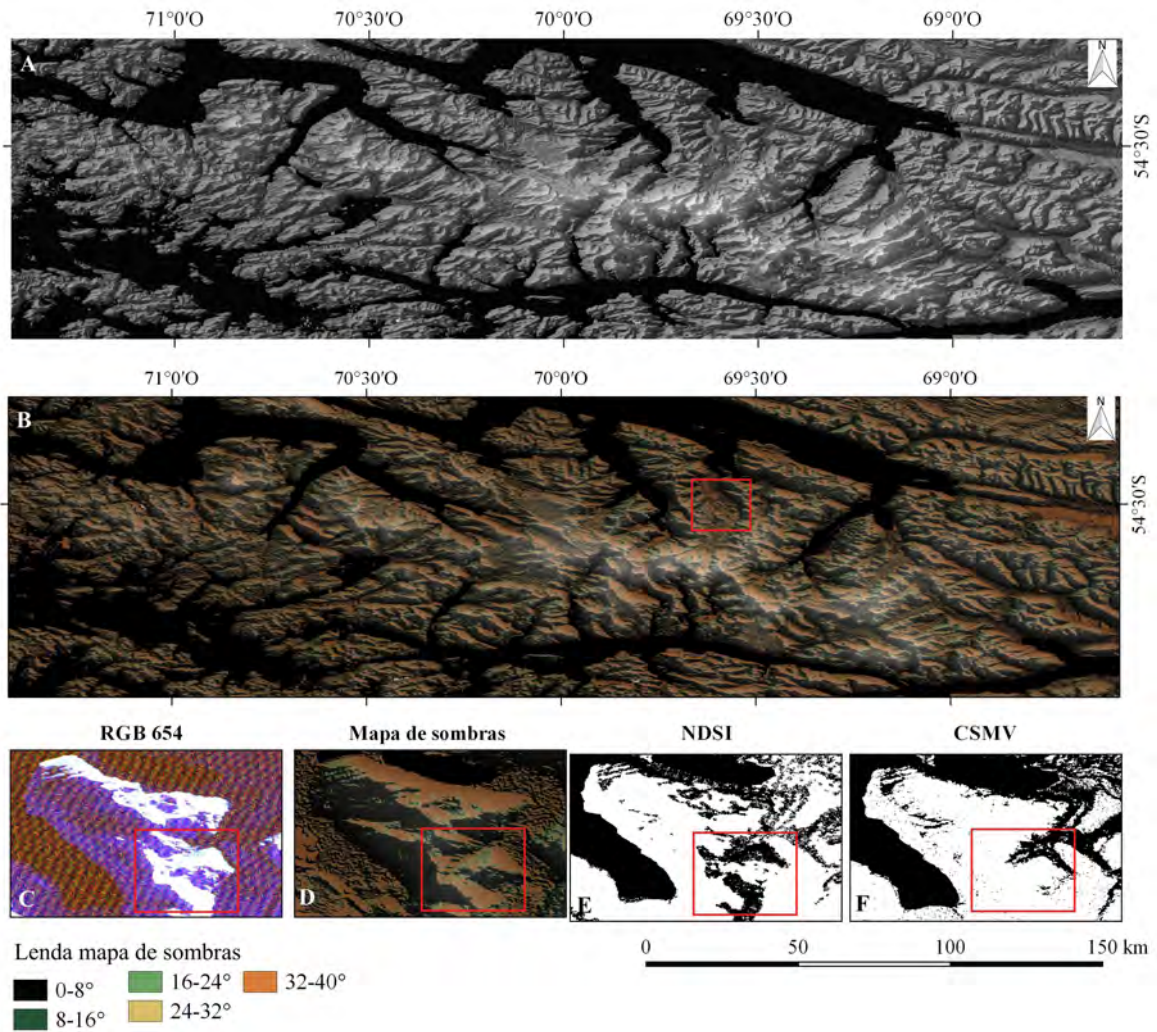 71°0'O 70°30'O 70°0'O 69°30'O 69°0'O
A
N
54°30'S
71°0'O 70°30'O 70°0'O 69°30'O 69°0'O
B
N
54°30'S
RGB 654 Mapa de sombras NDSI CSMV
C D E F
Lenda mapa de sombras
0-8° 16-24° 32-40°
8-16° 24-32°
0 50 100 150 km